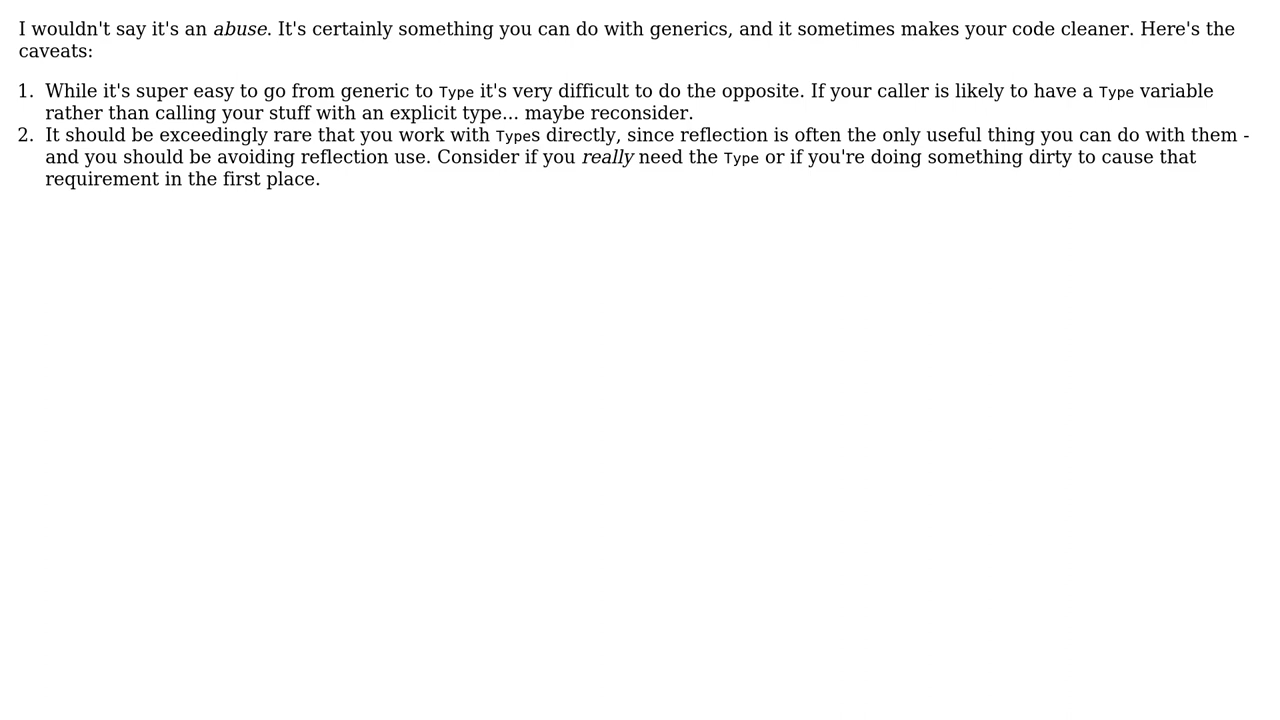 I wouldn't say it's an abuse. It's certainly something you can do with generics, and it sometimes makes your code cleaner. Here's the
caveats:
1. While it's super easy to go from generic to Type it's very difficult to do the opposite. If your caller is likely to have a Type variable
rather than calling your stuff with an explicit type... maybe reconsider.
2. It should be exceedingly rare that you work with Types directly, since reflection is often the only useful thing you can do with them -
and you should be avoiding reflection use. Consider if you really need the Type or if you're doing something dirty to cause that
requirement in the first place.